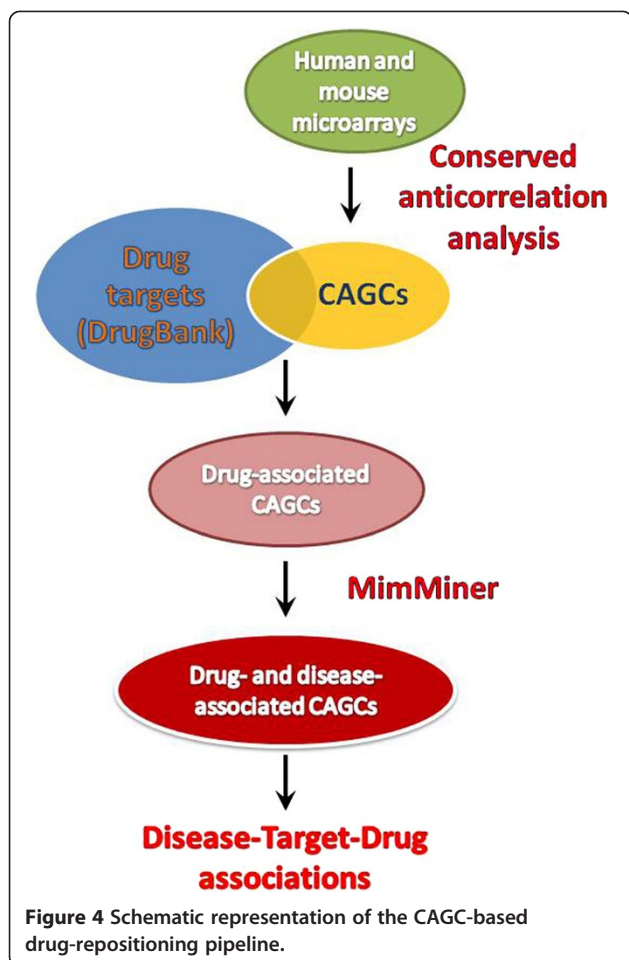 Human and
mouse
microarrays
Conserved
anticorrelation
analysis
Drug
targets
(DrugBank)
CAGCs
Drug-associated
CAGCs
MimMiner
Drug- and disease-
associated CAGCs
Disease-Target-Drug
associations
Figure 4 Schematic representation of the CAGC-based
drug-repositioning pipeline.